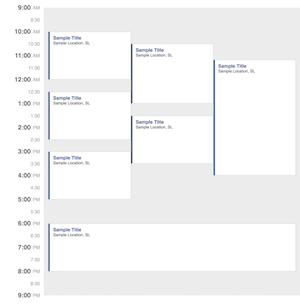 9:00 AM
9:30
10:00 AM
Sample Title
Sample Location, SL
10:30
Sample Title
Sample Location, SL
11:00 AM
Sample Title
Sample Location, SL
11:30
12:00 AM
12:30
Sample Title
Sample Location, SL
1:00 PM
1:30
Sample Title
Sample Location, SL
2:00 PM
2:30
3:00 PM
Sample Title
Sample Location, SL
3:30
4:00 PM
4:30
5:00 PM
5:30
6:00 PM
Sample Title
Sample Location, SL
6:30
7:00 PM
7:30
8:00 PM
8:30
9:00 PM